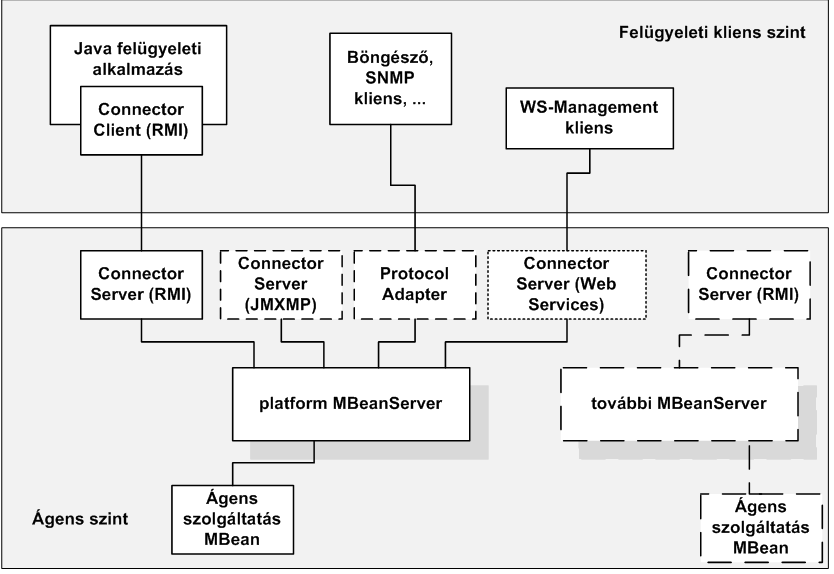 Java felügyeleti
alkalmazás
Connector
Client (RMI)
Böngésző,
SNMP
kliens, ...
WS-Management
kliens
Felügyeleti kliens szint
Connector
Server (RMI)
Connector
Server
(JMXMP)
Protocol
Adapter
Connector
Server (Web
Services)
Connector
Server (RMI)
platform MBeanServer
további MBeanServer
Ágens szint
Ágens
szolgáltatás
MBean
Ágens
szolgáltatás
MBean